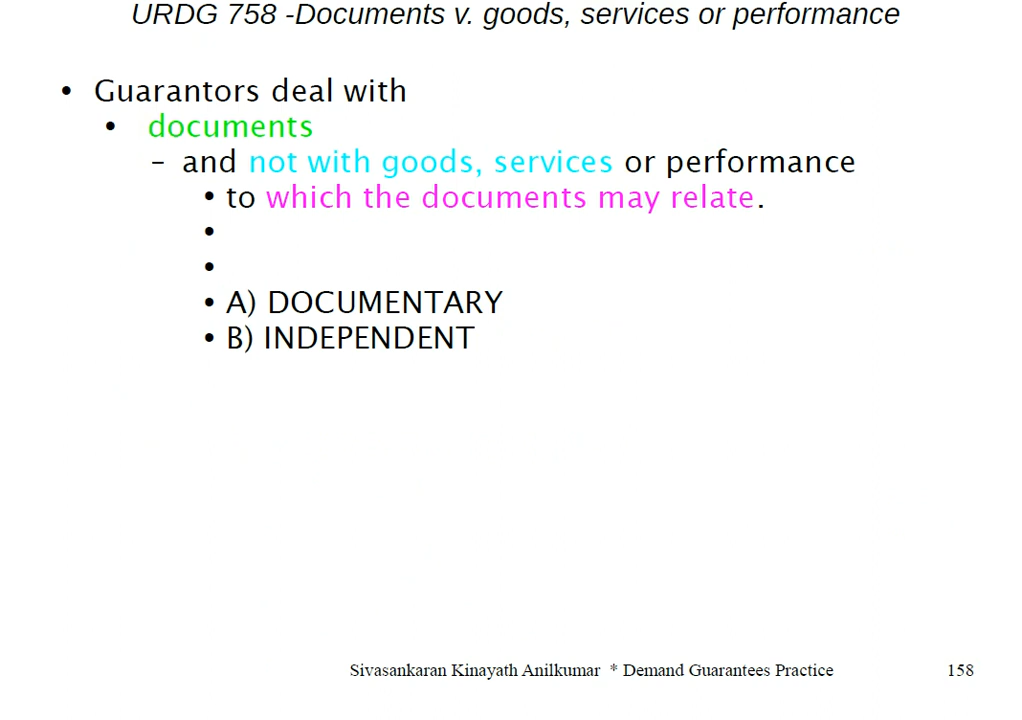 URDG 758 -Documents v. goods, services or performance
• Guarantors deal with
• documents
– and not with goods, services or performance
• to which the documents may relate.
•
•
• A) DOCUMENTARY
• B) INDEPENDENT
Sivasankaran Kinayath Anilkumar * Demand Guarantees Practice 158